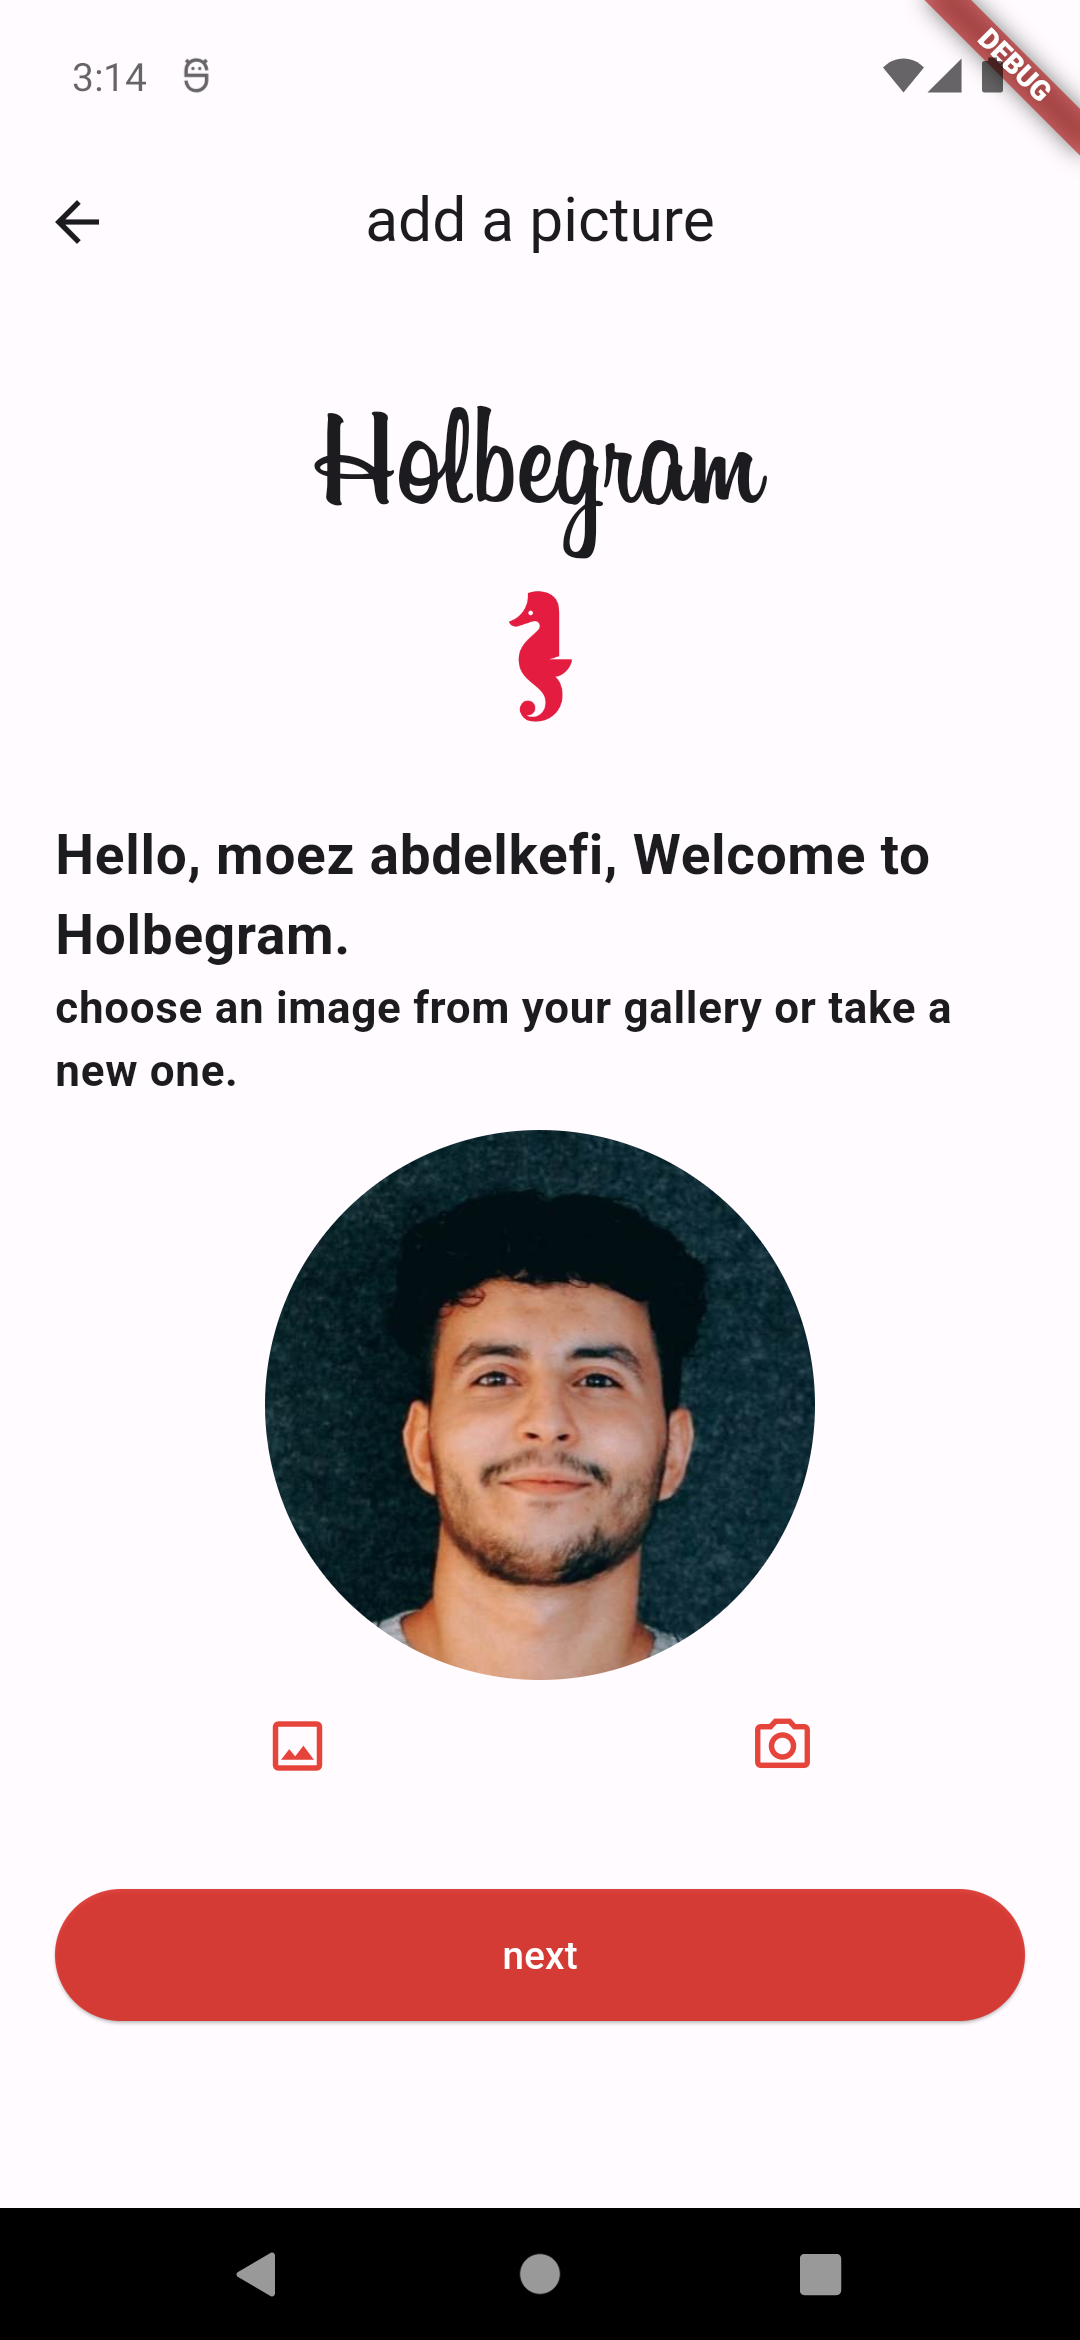 3:14
DEBUG
add a picture
Holbegram
Hello, moez abdelkefi, Welcome to
Holbegram.
choose an image from your gallery or take a
new one.
next